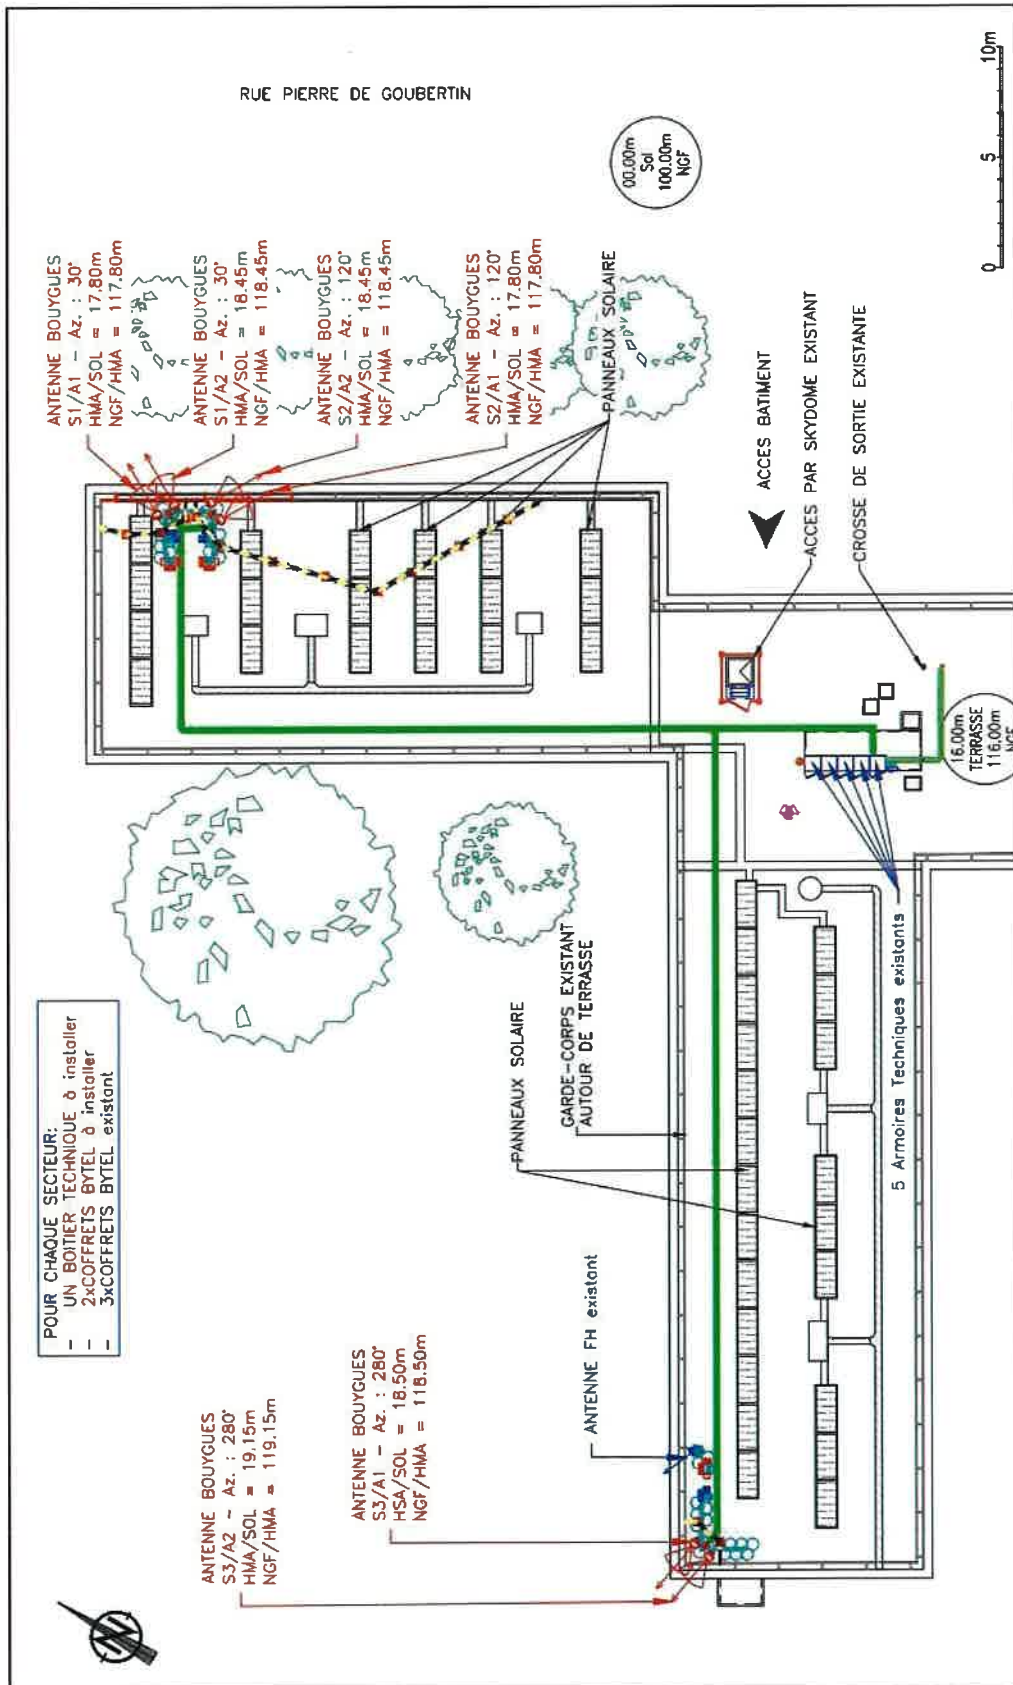 RUE PIERRE DE GOUBERTIN
ANTENNE BOUYGUES
S1/A1 - Az. : 30°
HMA/SOL = 17.80m
NGF/HMA = 117.80m
ANTENNE BOUYGUES
S1/A2 - Az. : 30°
HMA/SOL = 18.45m
NGF/HMA = 118.45m
ANTENNE BOUYGUES
S2/A2 - Az. : 120°
HMA/SOL = 18.45m
NGF/HMA = 118.45m
ANTENNE BOUYGUES
S2/A1 - Az. : 120°
HMA/SOL = 17.80m
NGF/HMA = 117.80m
PANNEAUX SOLAIRE
00.00m
Sol
100.00m
NGF
0 5 10m
ACCES BATIMENT
ACCES PAR SKYDOME EXISTANT
CROSSE DE SORTIE EXISTANTE
16.00m
TERRASSE
116.00m
NGF
POUR CHAQUE SECTEUR:
- UN BOITIER TECHNIQUE à installer
- 2xCOFFRETS BYTEL à installer
- 3xCOFFRETS BYTEL existant
PANNEAUX SOLAIRE
GARDE-CORPS EXISTANT
AUTOUR DE TERRASSE
5 Armoires Techniques existants
ANTENNE FH existant
ANTENNE BOUYGUES
S3/A2 - Az. : 280°
HMA/SOL = 19.15m
NGF/HMA = 119.15m
ANTENNE BOUYGUES
S3/A1 - Az. : 280°
HSA/SOL = 18.50m
NGF/HMA = 118.50m
N